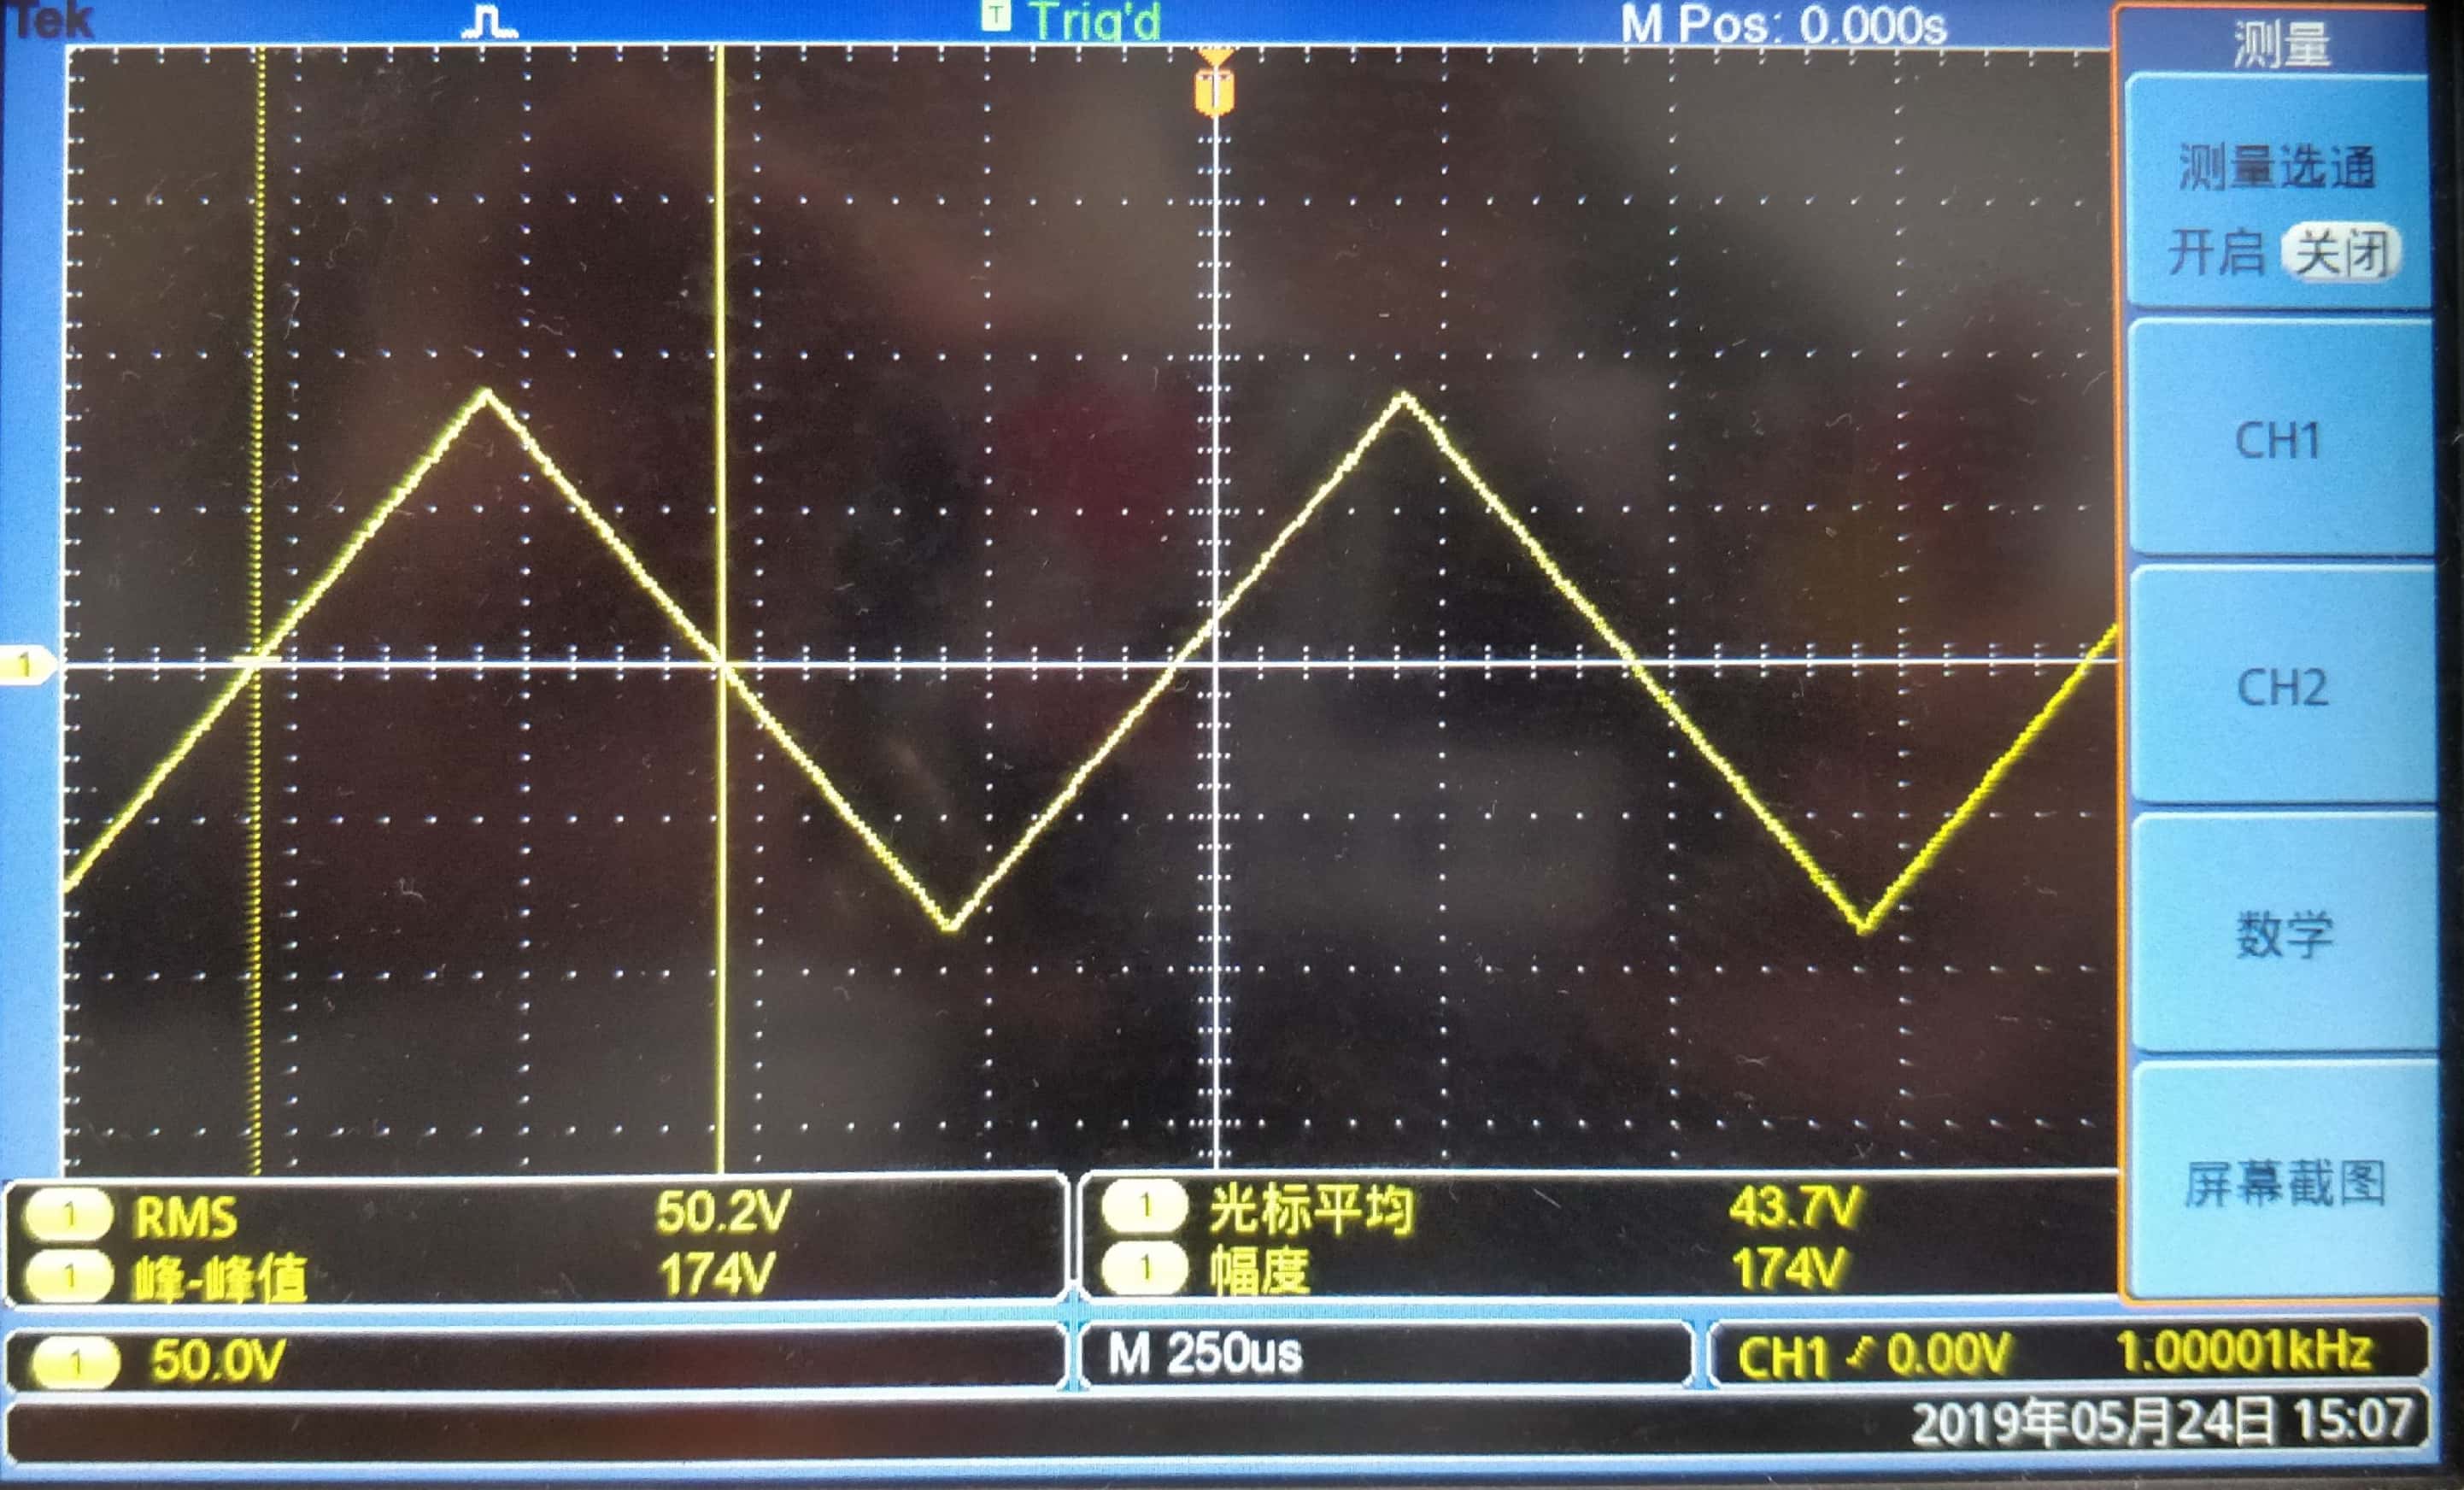 Tek
T Trig'd
M Pos: 0.000s
T
测量
测量选通
开启 关闭
CH1
CH2
数学
屏幕截图
1
1 RMS 50.2V
1 峰-峰值 174V
1 光标平均 43.7V
1 幅度 174V
1 50.0V
M 250us
CH1 0.00V 1.00001kHz
2019年05月24日 15:07